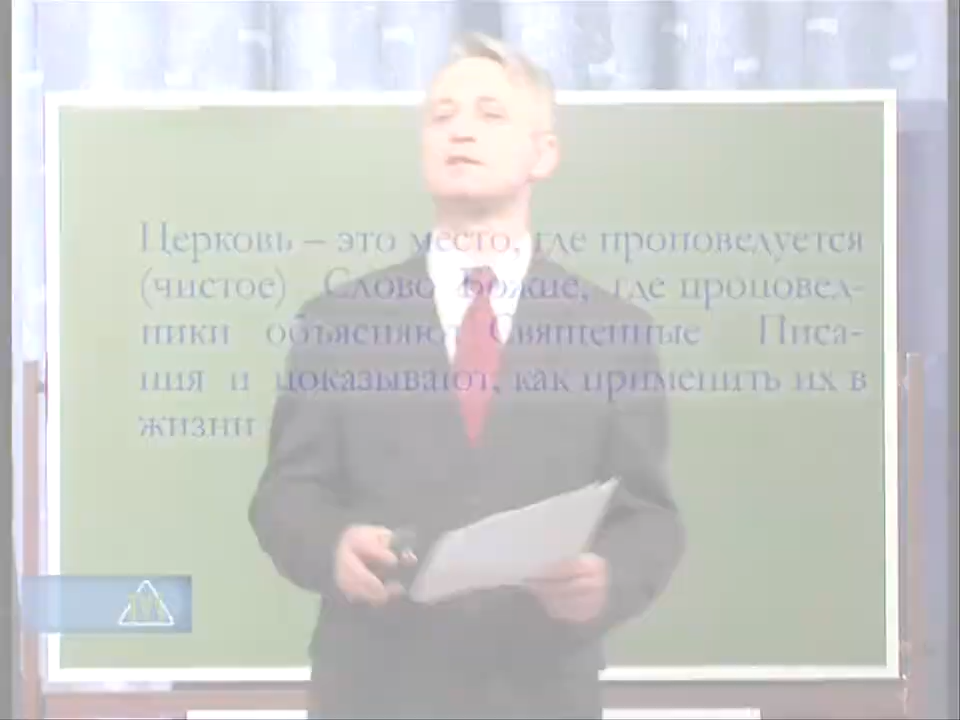 Церковь – это место, где проповедуется
(чистое) Слово Божие, где проповед-
ники объясняют Священные Писа-
ния и показывают, как применить их в
жизни